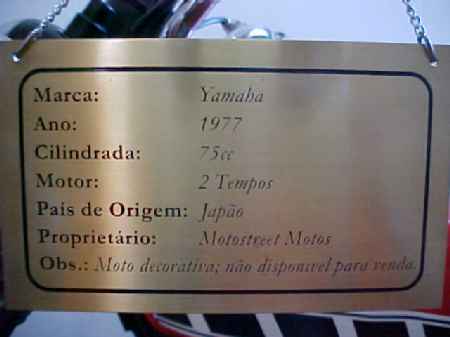 Marca: Yamaha
Ano: 1977
Cilindrada: 75cc
Motor: 2 Tempos
País de Origem: Japão
Proprietário: Motostreet Motos
Obs.: Moto decorativa; não disponível para venda.